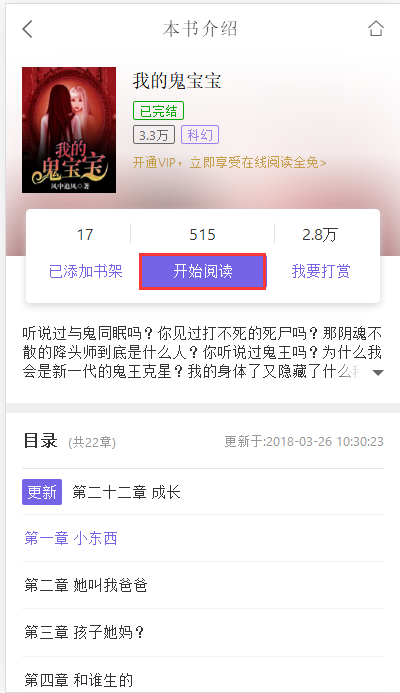 本书介绍
我的鬼宝宝
风中追风◎著
我的鬼宝宝
已完结
3.3万 科幻
开通VIP，立即享受在线阅读全免>
17 515 2.8万
已添加书架 开始阅读 我要打赏
听说过与鬼同眠吗？你见过打不死的死尸吗？那阴魂不
散的降头师到底是什么人？你听说过鬼王吗？为什么我
会是新一代的鬼王克星？我的身体了又隐藏了什么
目录 (共22章) 更新于:2018-03-26 10:30:23
更新 第二十二章 成长
第一章 小东西
第二章 她叫我爸爸
第三章 孩子她妈？
第四章 和谁生的